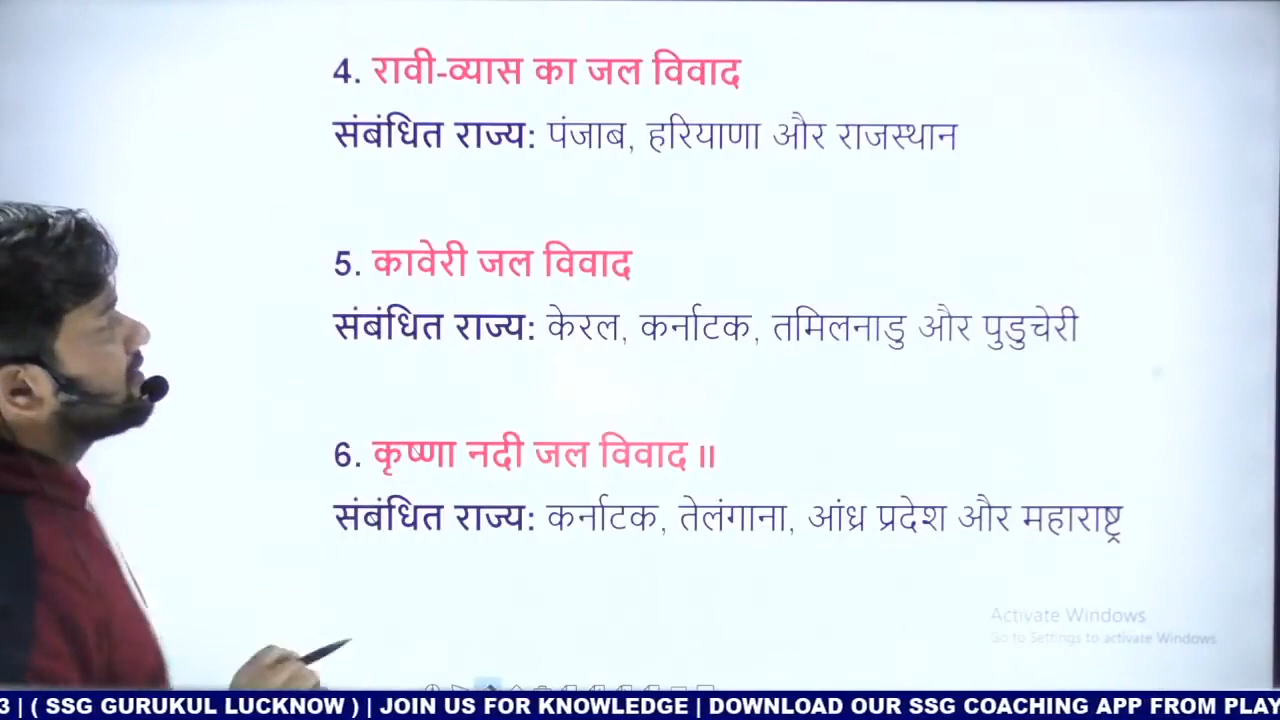 4. रावी-व्यास का जल विवाद
संबंधित राज्य: पंजाब, हरियाणा और राजस्थान
5. कावेरी जल विवाद
संबंधित राज्य: केरल, कर्नाटक, तमिलनाडु और पुडुचेरी
6. कृष्णा नदी जल विवाद II
संबंधित राज्य: कर्नाटक, तेलंगाना, आंध्र प्रदेश और महाराष्ट्र
Activate Windows
Go to Settings to activate Windows
3 | ( SSG GURUKUL LUCKNOW ) | JOIN US FOR KNOWLEDGE | DOWNLOAD OUR SSG COACHING APP FROM PLAY